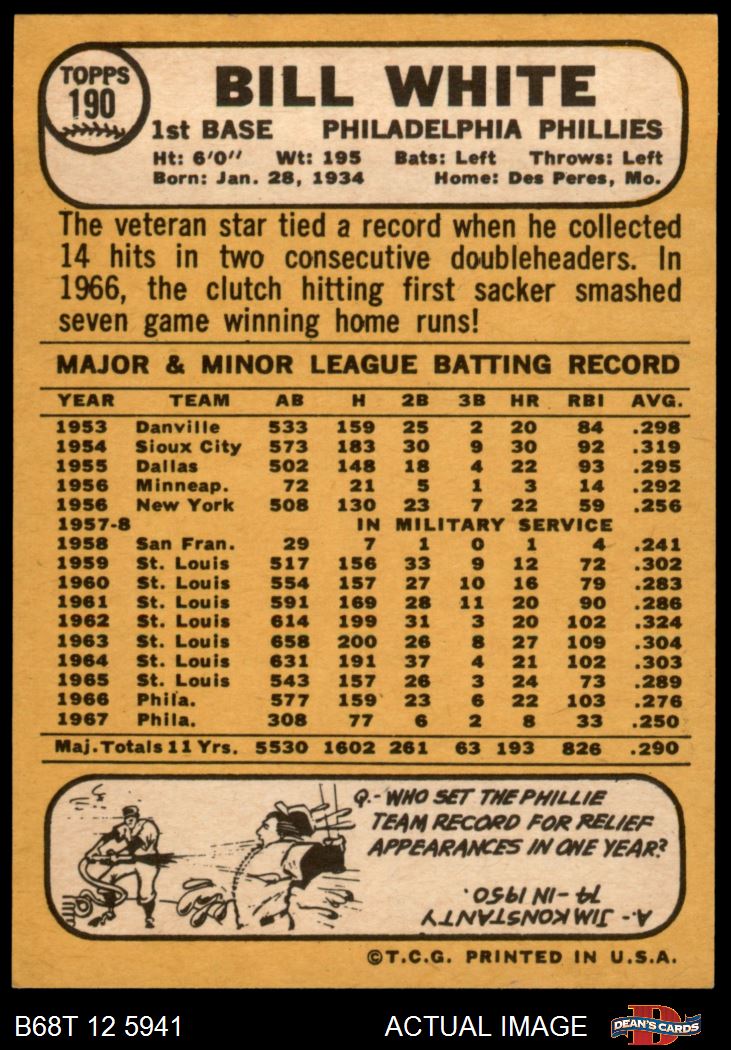 TOPPS
190
BILL WHITE
1st BASE PHILADELPHIA PHILLIES
Ht: 6'0" Wt: 195 Bats: Left Throws: Left
Born: Jan. 28, 1934 Home: Des Peres, Mo.
The veteran star tied a record when he collected
14 hits in two consecutive doubleheaders. In
1966, the clutch hitting first sacker smashed
seven game winning home runs!
MAJOR & MINOR LEAGUE BATTING RECORD
YEAR TEAM AB H 2B 3B HR RBI AVG.
1953 Danville 533 159 25 2 20 84 .298
1954 Sioux City 573 183 30 9 30 92 .319
1955 Dallas 502 148 18 4 22 93 .295
1956 Minneap. 72 21 5 1 3 14 .292
1956 New York 508 130 23 7 22 59 .256
1957-8 IN MILITARY SERVICE
1958 San Fran. 29 7 1 0 1 4 .241
1959 St. Louis 517 156 33 9 12 72 .302
1960 St. Louis 554 157 27 10 16 79 .283
1961 St. Louis 591 169 28 11 20 90 .286
1962 St. Louis 614 199 31 3 20 102 .324
1963 St. Louis 658 200 26 8 27 109 .304
1964 St. Louis 631 191 37 4 21 102 .303
1965 St. Louis 543 157 26 3 24 73 .289
1966 Phila. 577 159 23 6 22 103 .276
1967 Phila. 308 77 6 2 8 33 .250
Maj. Totals 11 Yrs. 5530 1602 261 63 193 826 .290
Q.- WHO SET THE PHILLIE
TEAM RECORD FOR RELIEF
APPEARANCES IN ONE YEAR?
A.- JIM KONSTANTY
74-IN 1950.
©T.C.G. PRINTED IN U.S.A.
B68T 12 5941 ACTUAL IMAGE
D
DEAN'S CARDS